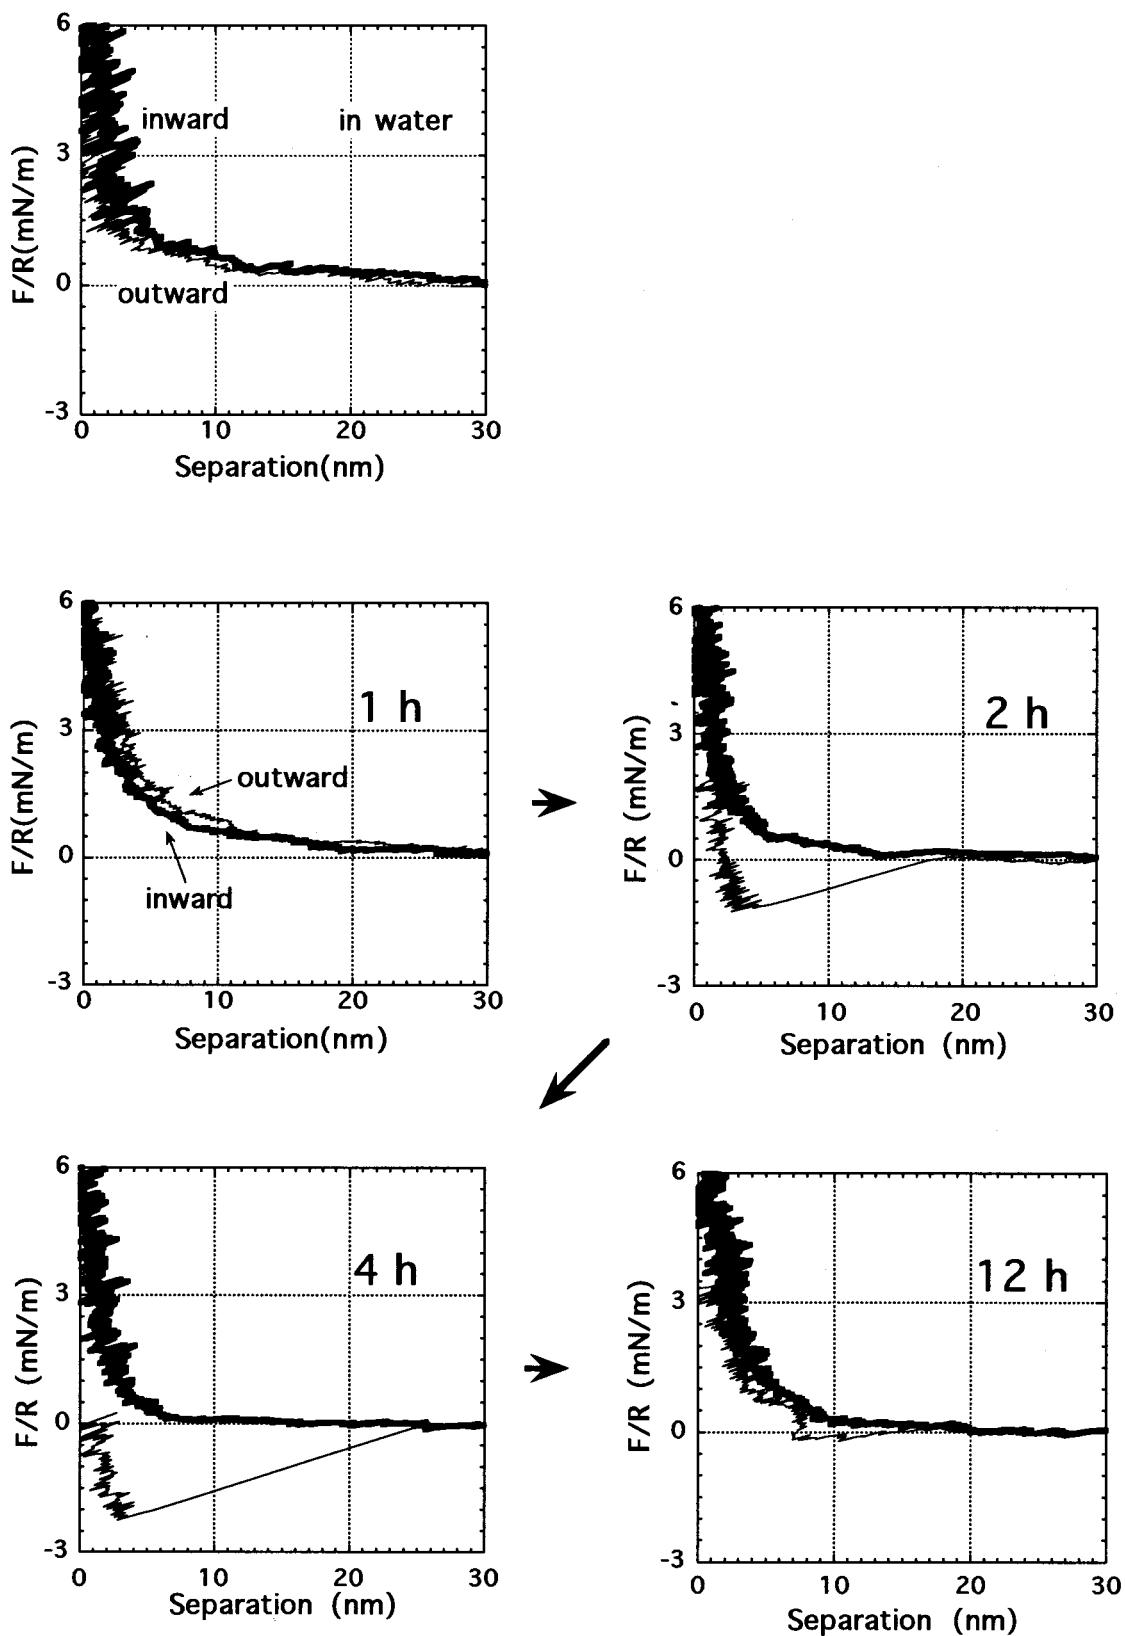 6
inward
in water
3
F/R(mN/m)
0
outward
-3
0
10
20
30
Separation(nm)
6
1 h
3
F/R(mN/m)
outward
0
inward
-3
0
10
20
30
Separation(nm)
6
2 h
3
F/R (mN/m)
0
-3
0
10
20
30
Separation (nm)
6
4 h
3
F/R (mN/m)
0
-3
0
10
20
30
Separation (nm)
6
12 h
3
F/R (mN/m)
0
-3
0
10
20
30
Separation (nm)